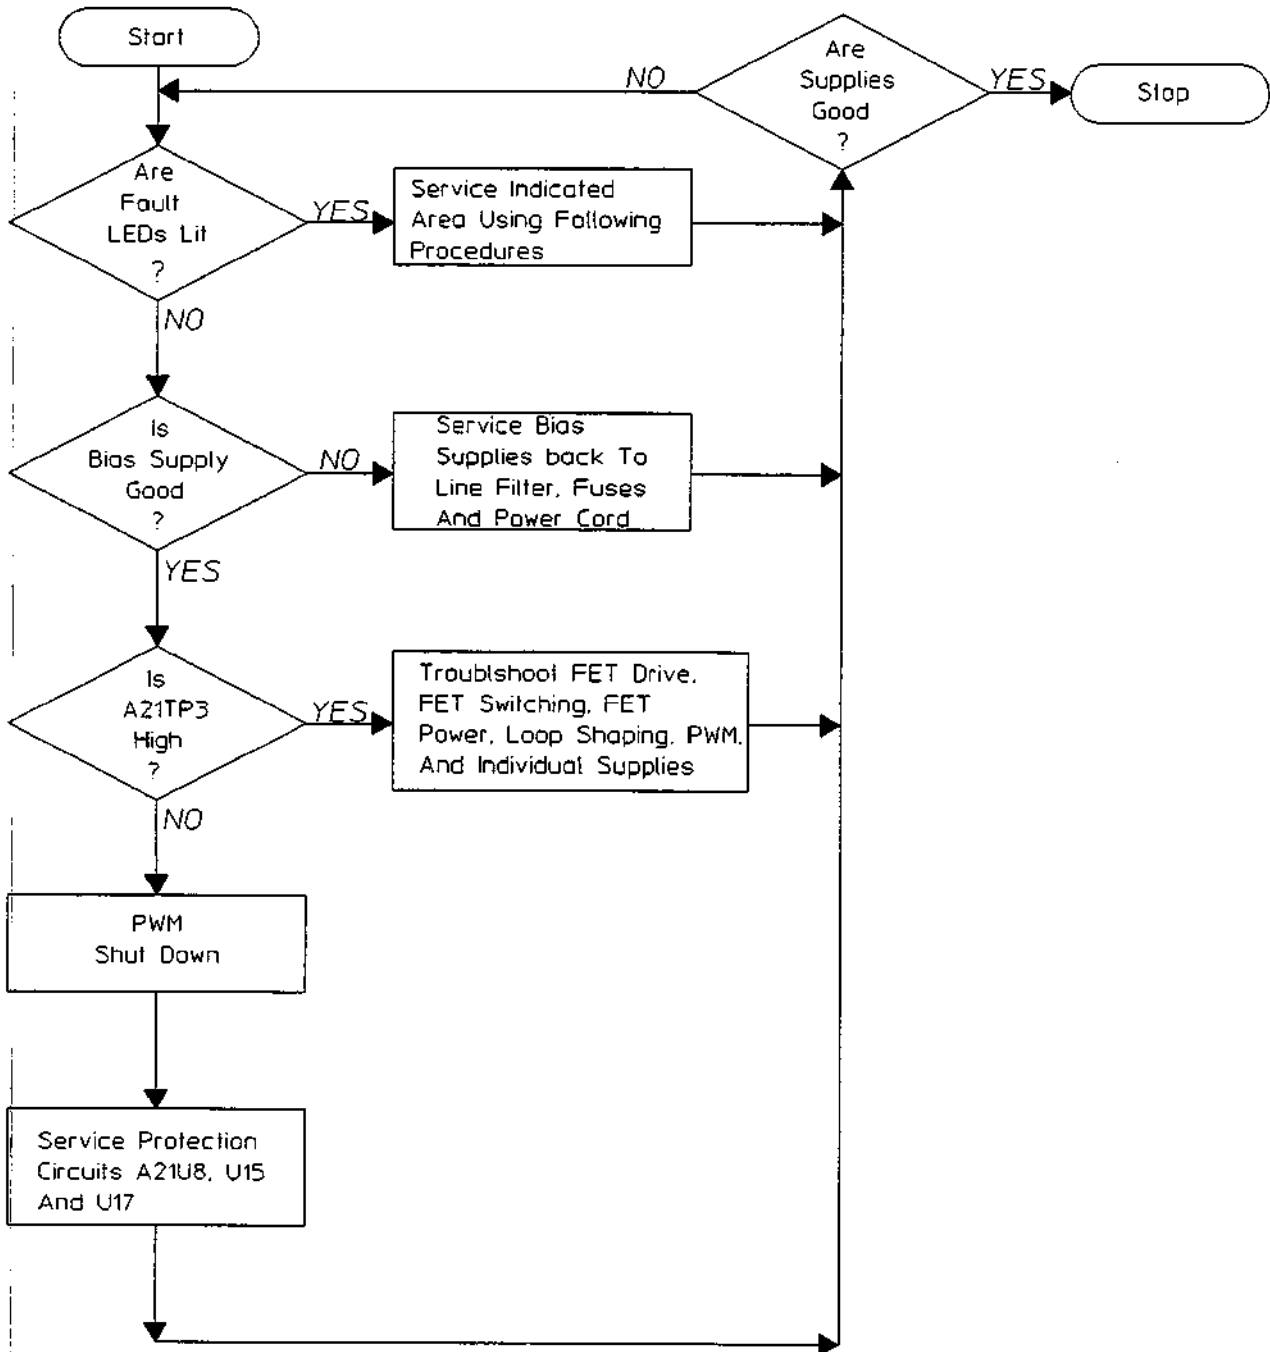 Start
Are
Supplies
Good
?
NO
YES
Stop
Are
Fault
LEDs Lit
?
YES
Service Indicated
Area Using Following
Procedures
NO
Is
Bias Supply
Good
?
NO
Service Bias
Supplies back To
Line Filter, Fuses
And Power Cord
YES
Is
A21TP3
High
?
YES
Troublshoot FET Drive,
FET Switching, FET
Power, Loop Shaping, PWM,
And Individual Supplies
NO
PWM
Shut Down
Service Protection
Circuits A21U8, U15
And U17